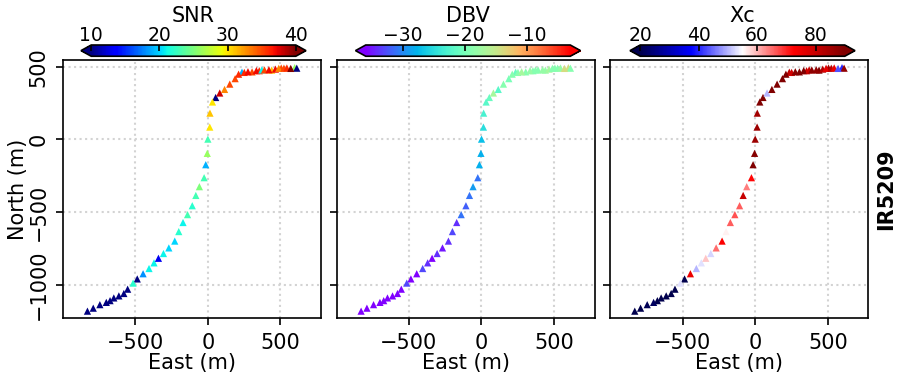 SNR DBV Xc
10 20 30 40 −30 −20 −10 20 40 60 80
500
0
−500
−1000
North (m)
IR5209
−500 0 500 −500 0 500 −500 0 500
East (m) East (m) East (m)